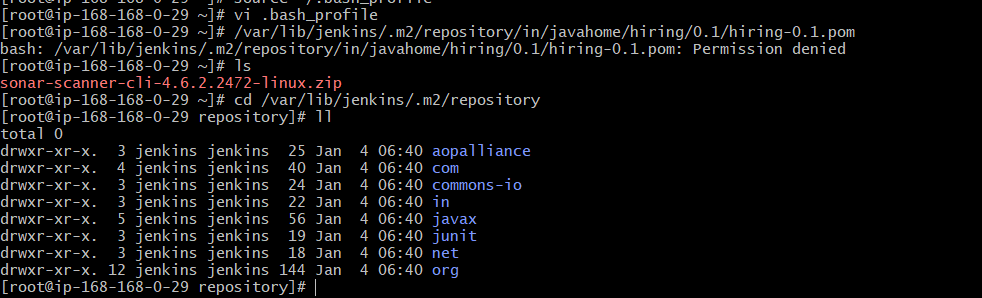 [root@ip-168-168-0-29 ~]# source ~/.bash_profile
[root@ip-168-168-0-29 ~]# vi .bash_profile
[root@ip-168-168-0-29 ~]# /var/lib/jenkins/.m2/repository/in/javahome/hiring/0.1/hiring-0.1.pom
bash: /var/lib/jenkins/.m2/repository/in/javahome/hiring/0.1/hiring-0.1.pom: Permission denied
[root@ip-168-168-0-29 ~]# ls
sonar-scanner-cli-4.6.2.2472-linux.zip
[root@ip-168-168-0-29 ~]# cd /var/lib/jenkins/.m2/repository
[root@ip-168-168-0-29 repository]# ll
total 0
drwxr-xr-x.  3 jenkins jenkins  25 Jan  4 06:40 aopalliance
drwxr-xr-x.  4 jenkins jenkins  40 Jan  4 06:40 com
drwxr-xr-x.  3 jenkins jenkins  24 Jan  4 06:40 commons-io
drwxr-xr-x.  3 jenkins jenkins  22 Jan  4 06:40 in
drwxr-xr-x.  5 jenkins jenkins  56 Jan  4 06:40 javax
drwxr-xr-x.  3 jenkins jenkins  19 Jan  4 06:40 junit
drwxr-xr-x.  3 jenkins jenkins  18 Jan  4 06:40 net
drwxr-xr-x. 12 jenkins jenkins 144 Jan  4 06:40 org
[root@ip-168-168-0-29 repository]#